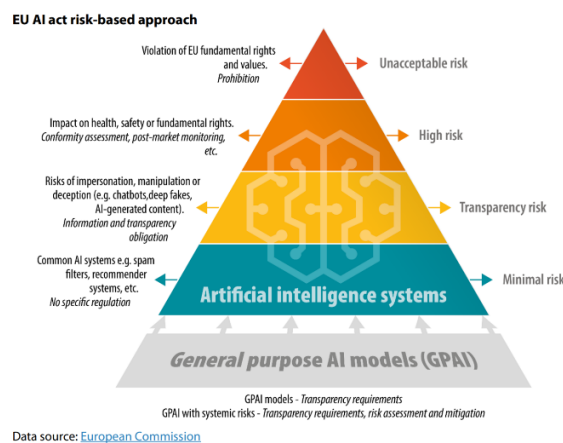 EU AI act risk-based approach
Violation of EU fundamental rights
and values.
Prohibition
Unacceptable risk
Impact on health, safety or fundamental rights.
Conformity assessment, post-market monitoring,
etc.
High risk
Risks of impersonation, manipulation or
deception (e.g. chatbots,deep fakes,
AI-generated content).
Information and transparency
obligation
Transparency risk
Common AI systems e.g. spam
filters, recommender
systems, etc.
No specific regulation
Minimal risk
Artificial intelligence systems
General purpose AI models (GPAI)
GPAI models - Transparency requirements
GPAI with systemic risks - Transparency requirements, risk assessment and mitigation
Data source: European Commission